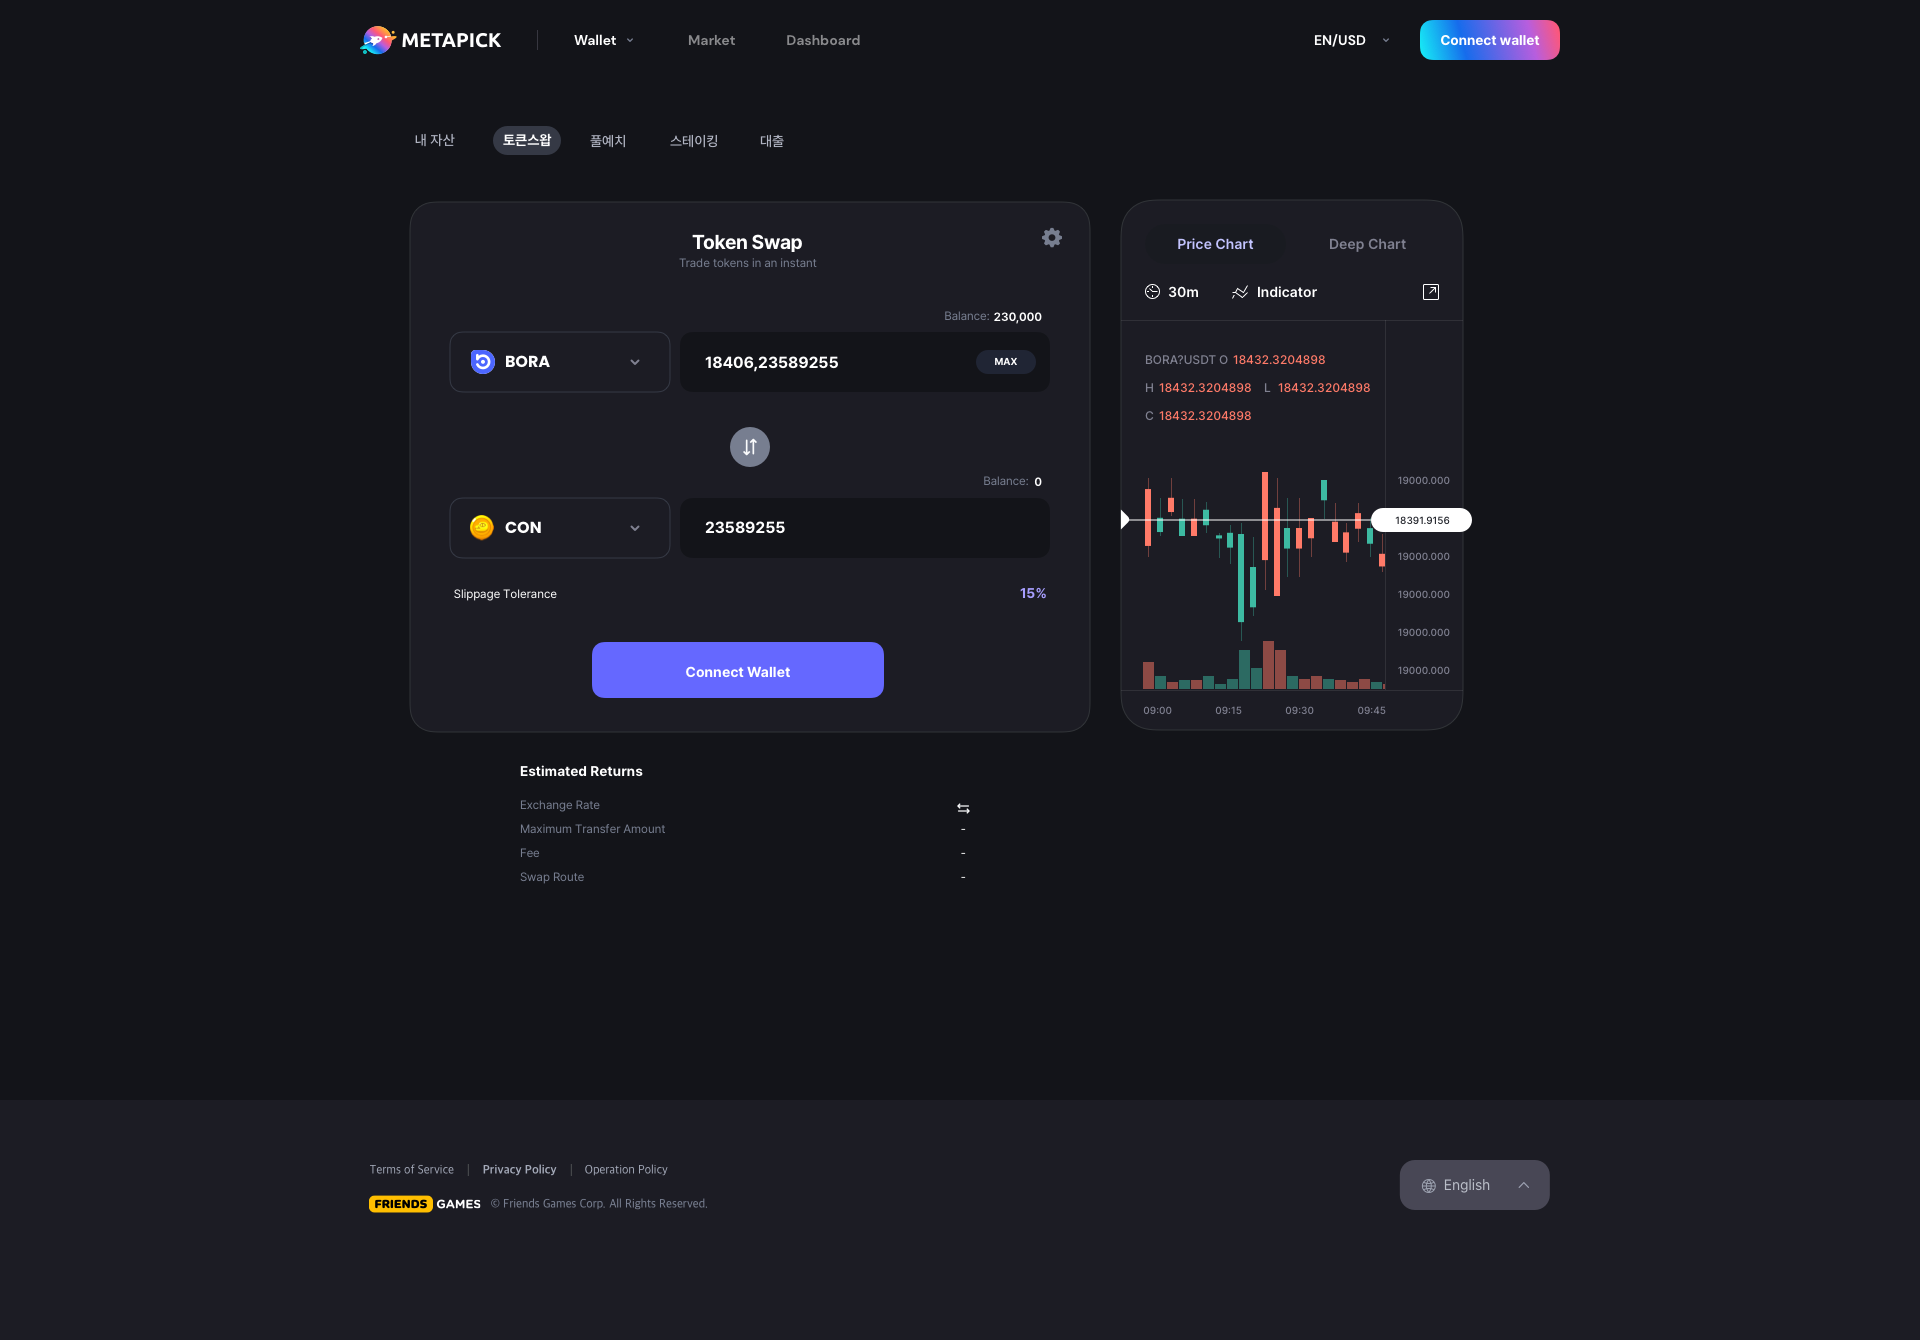 METAPICK Wallet Market Dashboard EN/USD Connect wallet
내 자산 토큰스왑 풀예치 스테이킹 대출
Token Swap
Trade tokens in an instant
Balance: 230,000
BORA 18406,23589255 MAX
Balance: 0
CON 23589255
Slippage Tolerance 15%
Connect Wallet
Price Chart Deep Chart
30m Indicator
BORA?USDT O 18432.3204898
H 18432.3204898 L 18432.3204898
C 18432.3204898
19000.000
18391.9156
19000.000
19000.000
19000.000
19000.000
09:00 09:15 09:30 09:45
Estimated Returns
Exchange Rate
Maximum Transfer Amount -
Fee -
Swap Route -
Terms of Service | Privacy Policy | Operation Policy
FRIENDS GAMES © Friends Games Corp. All Rights Reserved.
English